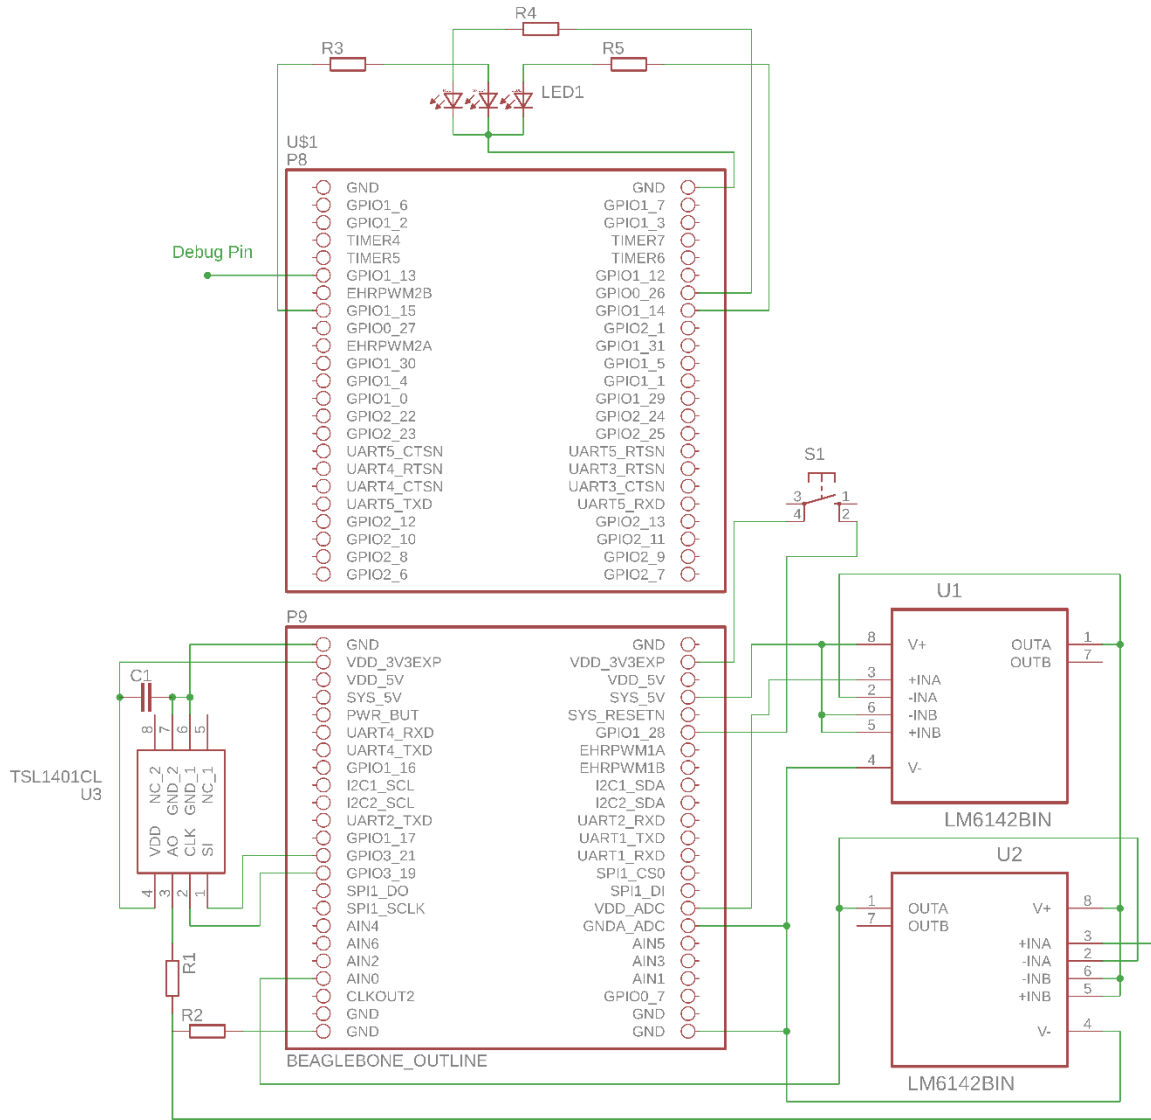 R4
R3
R5
LED1
U$1
P8
GND GND
GPIO1_6 GPIO1_7
GPIO1_2 GPIO1_3
TIMER4 TIMER7
Debug Pin
TIMER5 TIMER6
GPIO1_13 GPIO1_12
EHRPWM2B GPIO0_26
GPIO1_15 GPIO1_14
GPIO0_27 GPIO2_1
EHRPWM2A GPIO1_31
GPIO1_30 GPIO1_5
GPIO1_4 GPIO1_1
GPIO1_0 GPIO1_29
GPIO2_22 GPIO2_24
GPIO2_23 GPIO2_25
UART5_CTSN UART5_RTSN
UART4_RTSN UART3_RTSN
UART4_CTSN UART3_CTSN
UART5_TXD UART5_RXD
GPIO2_12 GPIO2_13
GPIO2_10 GPIO2_11
GPIO2_8 GPIO2_9
GPIO2_6 GPIO2_7
S1
3 1
4 2
P9
GND GND
VDD_3V3EXP VDD_3V3EXP
VDD_5V VDD_5V
SYS_5V SYS_5V
PWR_BUT SYS_RESETN
UART4_RXD GPIO1_28
UART4_TXD EHRPWM1A
GPIO1_16 EHRPWM1B
I2C1_SCL I2C1_SDA
I2C2_SCL I2C2_SDA
UART2_TXD UART2_RXD
GPIO1_17 UART1_TXD
GPIO3_21 UART1_RXD
GPIO3_19 SPI1_CS0
SPI1_DO SPI1_DI
SPI1_SCLK VDD_ADC
AIN4 GNDA_ADC
AIN6 AIN5
AIN2 AIN3
AIN0 AIN1
CLKOUT2 GPIO0_7
GND GND
GND GND
BEAGLEBONE_OUTLINE
C1
8 7 6 5
NC_2 GND_2 GND_1 NC_1
TSL1401CL
U3
VDD AO CLK SI
4 3 2 1
R1
R2
U1
8 V+ OUTA 1
OUTB 7
3 +INA
2 -INA
6 -INB
5 +INB
4 V-
LM6142BIN
U2
1 OUTA V+ 8
7 OUTB
+INA 3
-INA 2
-INB 6
+INB 5
V- 4
LM6142BIN